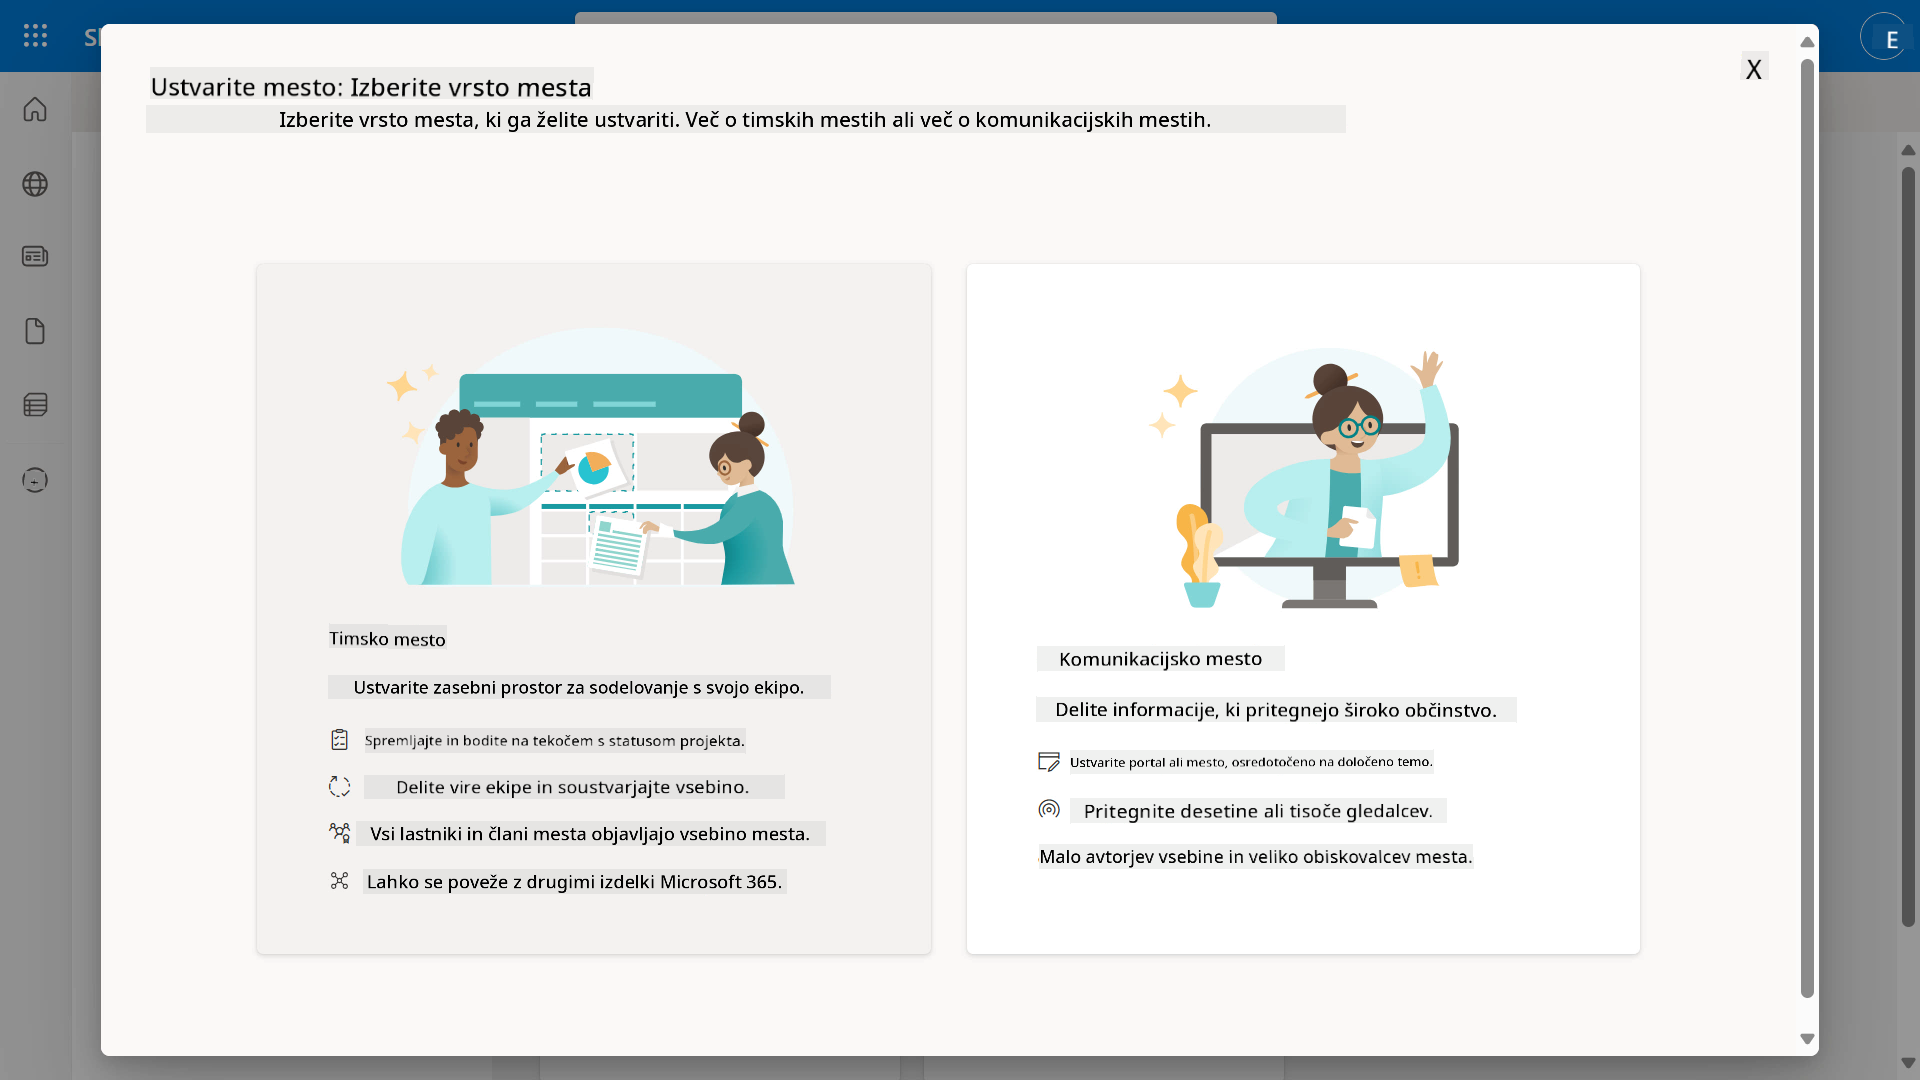 E
X
Ustvarite mesto: Izberite vrsto mesta
Izberite vrsto mesta, ki ga želite ustvariti. Več o timskih mestih ali več o komunikacijskih mestih.
Timsko mesto
Ustvarite zasebni prostor za sodelovanje s svojo ekipo.
Spremljajte in bodite na tekočem s statusom projekta.
Delite vire ekipe in soustvarjajte vsebino.
Vsi lastniki in člani mesta objavljajo vsebino mesta.
Lahko se poveže z drugimi izdelki Microsoft 365.
Komunikacijsko mesto
Delite informacije, ki pritegnejo široko občinstvo.
Ustvarite portal ali mesto, osredotočeno na določeno temo.
Pritegnite desetine ali tisoče gledalcev.
Malo avtorjev vsebine in veliko obiskovalcev mesta.